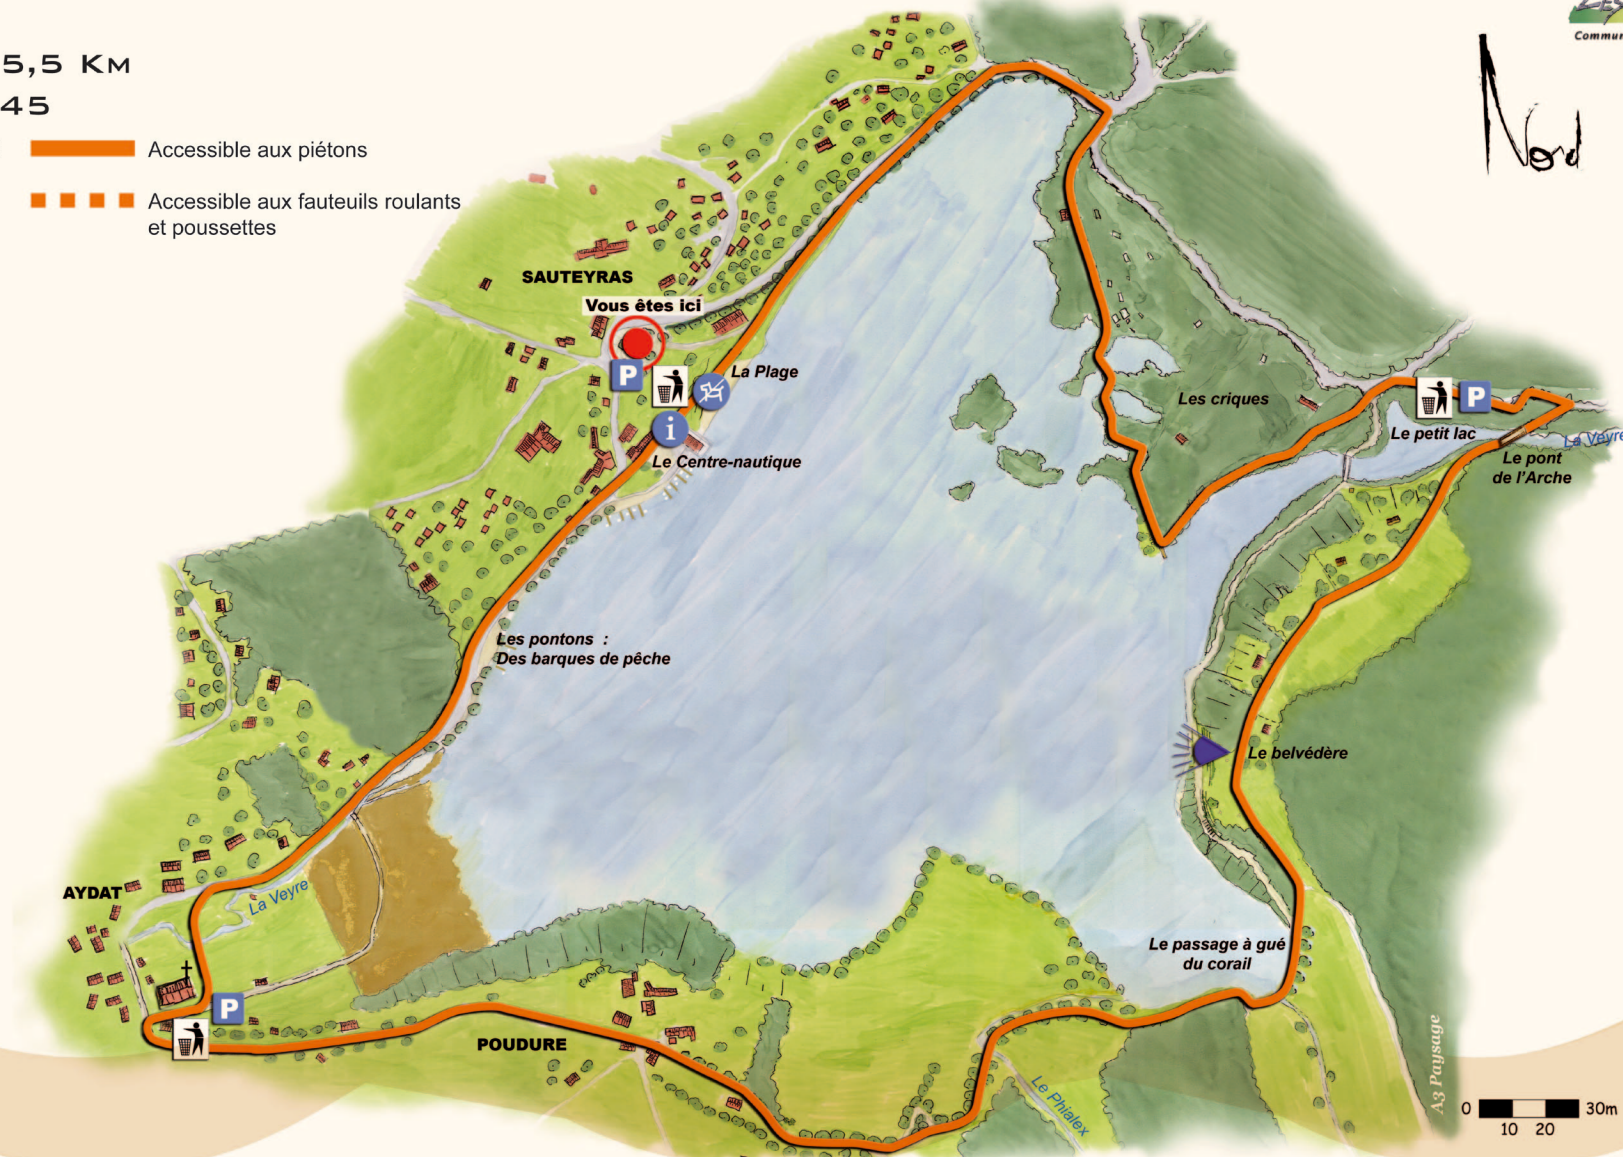 5,5 Km
45
Accessible aux piétons
Accessible aux fauteuils roulants
et poussettes
Commun
Nord
SAUTEYRAS
Vous êtes ici
P
La Plage
i
Le Centre-nautique
Les criques
P
Le petit lac
La Veyre
Le pont
de l'Arche
Les pontons :
Des barques de pêche
Le belvédère
AYDAT
La Veyre
Le passage à gué
du corail
P
POUDURE
Le Phialex
A3 Paysage
0 30m
10 20